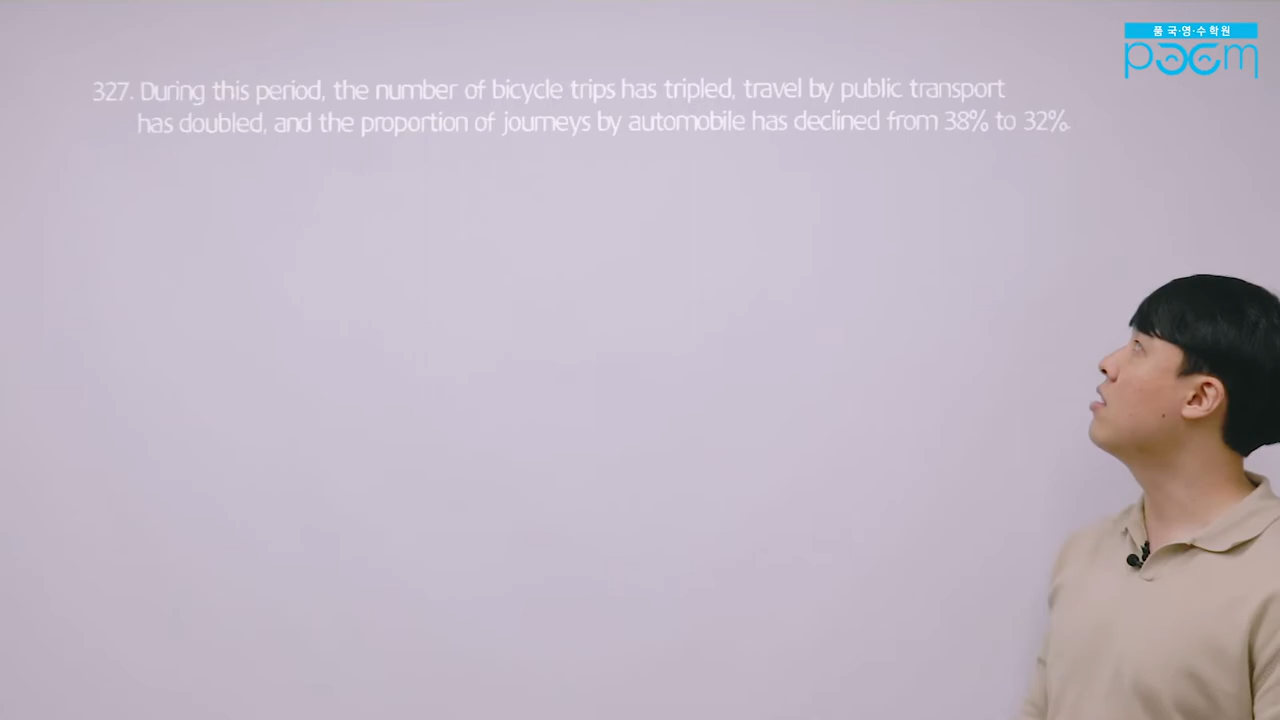 품 국·영·수 학원
pocm
327. During this period, the number of bicycle trips has tripled, travel by public transport
has doubled, and the proportion of journeys by automobile has declined from 38% to 32%.